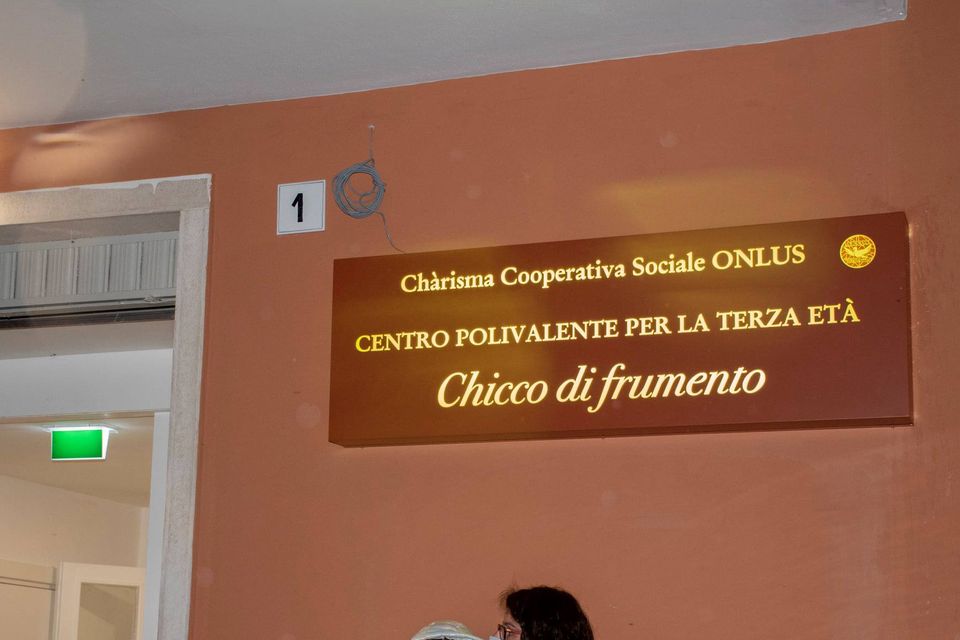 1
Chàrisma Cooperativa Sociale ONLUS
CENTRO POLIVALENTE PER LA TERZA ETÀ
Chicco di frumento